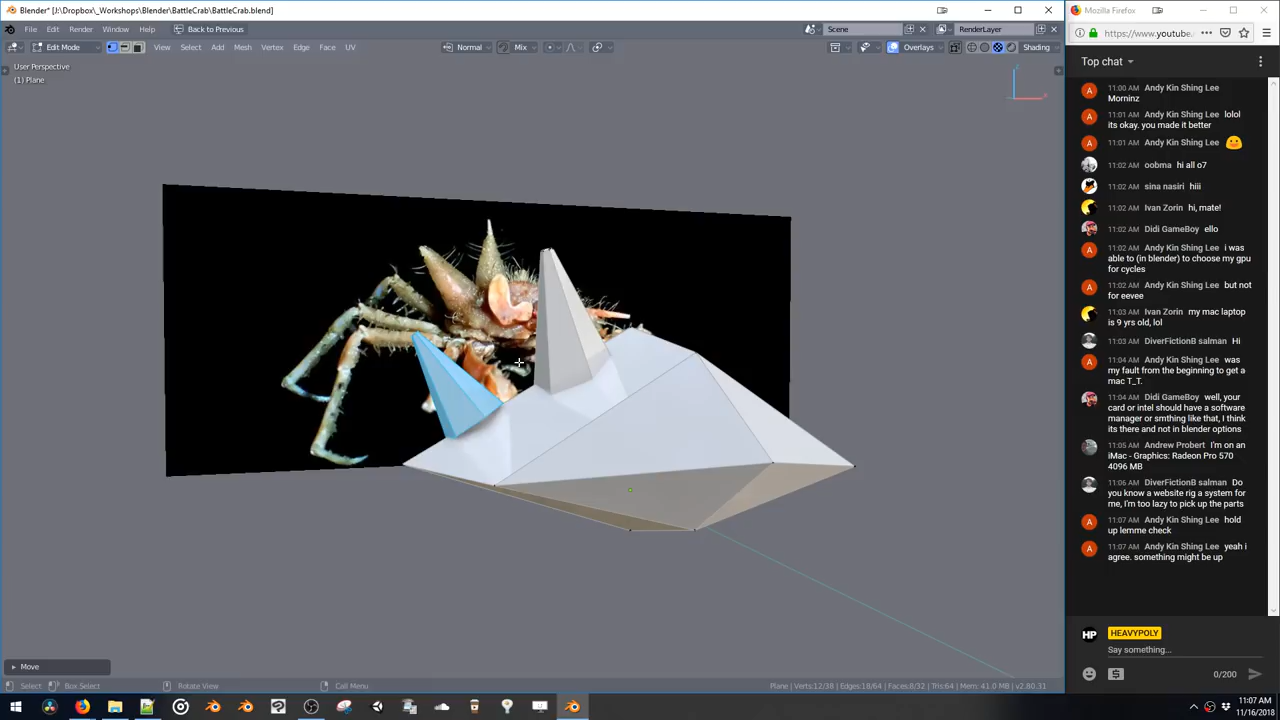 Blender* [J:\Dropbox\_Workshops\Blender\BattleCrab\BattleCrab.blend]
File Edit Render Window Help Back to Previous Scene RenderLayer
Edit Mode View Select Add Mesh Vertex Edge Face UV Normal Mix Overlays Shading
User Perspective
(1) Plane
Move
Select Box Select Rotate View Call Menu Plane | Verts:12/38 | Edges:18/64 | Faces:8/32 | Tris:64 | Mem: 41.0 MB | v2.80.31
Mozilla Firefox
https://www.youtube.
Top chat
11:00 AM Andy Kin Shing Lee
Morninz
11:01 AM Andy Kin Shing Lee lolol
its okay. you made it better
11:01 AM Andy Kin Shing Lee
11:02 AM oobma hi all o7
11:02 AM sina nasiri hiii
11:02 AM Ivan Zorin hi, mate!
11:02 AM Didi GameBoy ello
11:02 AM Andy Kin Shing Lee i was
able to (in blender) to choose my gpu
for cycles
11:02 AM Andy Kin Shing Lee but not
for eevee
11:03 AM Ivan Zorin my mac laptop
is 9 yrs old, lol
11:03 AM DiverFictionB salman Hi
11:04 AM Andy Kin Shing Lee was
my fault from the beginning to get a
mac T_T.
11:04 AM Didi GameBoy well, your
card or intel should have a software
manager or smthing like that, I think
its there and not in blender options
11:05 AM Andrew Probert I'm on an
iMac - Graphics: Radeon Pro 570
4096 MB
11:06 AM DiverFictionB salman Do
you know a website rig a system for
me, I'm too lazy to pick up the parts
11:07 AM Andy Kin Shing Lee hold
up lemme check
11:07 AM Andy Kin Shing Lee yeah i
agree. something might be up
HP HEAVYPOLY
Say something...
0/200
11:07 AM
11/16/2018